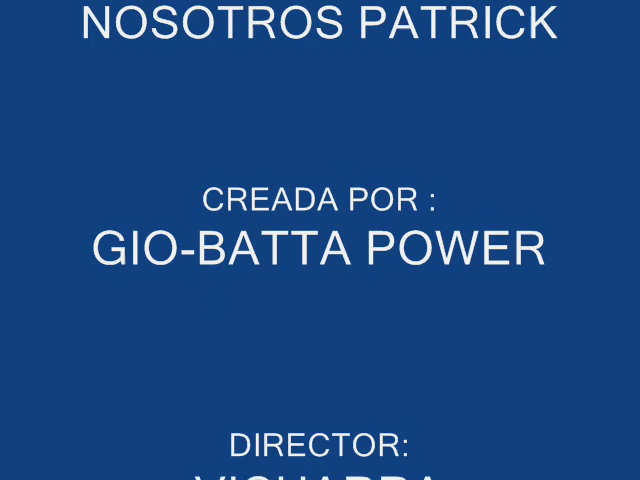 NOSOTROS PATRICK
CREADA POR :
GIO-BATTA POWER
DIRECTOR: